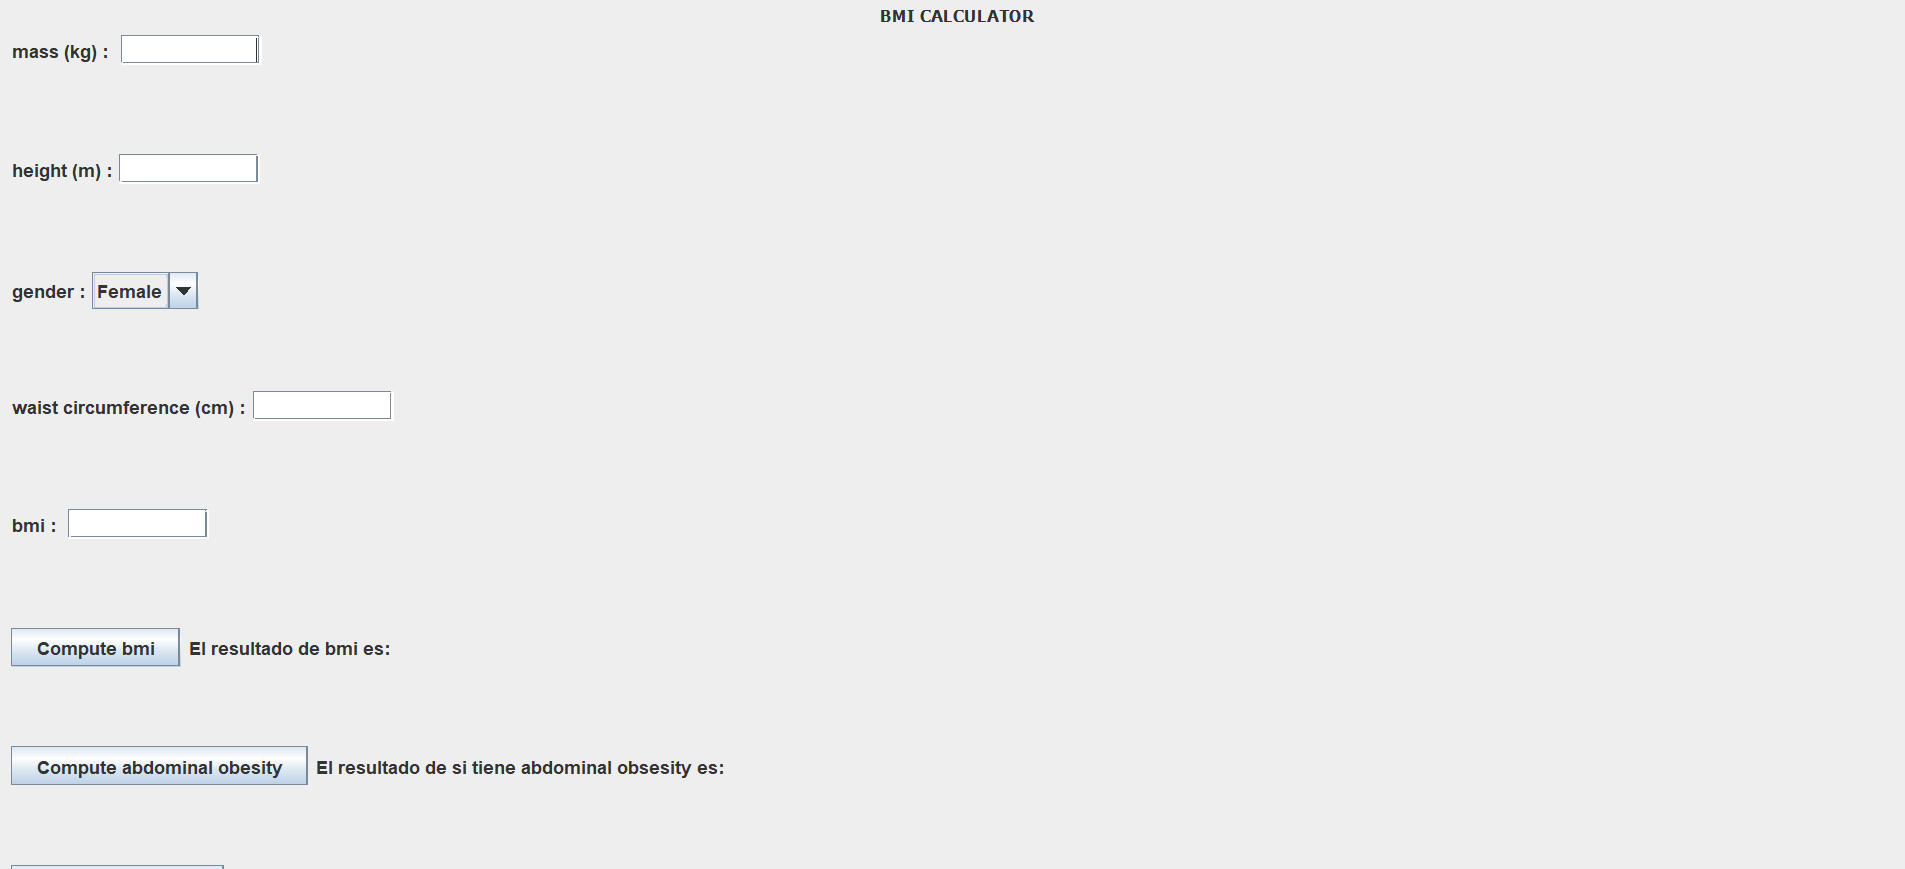 BMI CALCULATOR
mass (kg) :
height (m) :
gender : Female
waist circumference (cm) :
bmi :
Compute bmi El resultado de bmi es:
Compute abdominal obesity El resultado de si tiene abdominal obsesity es: